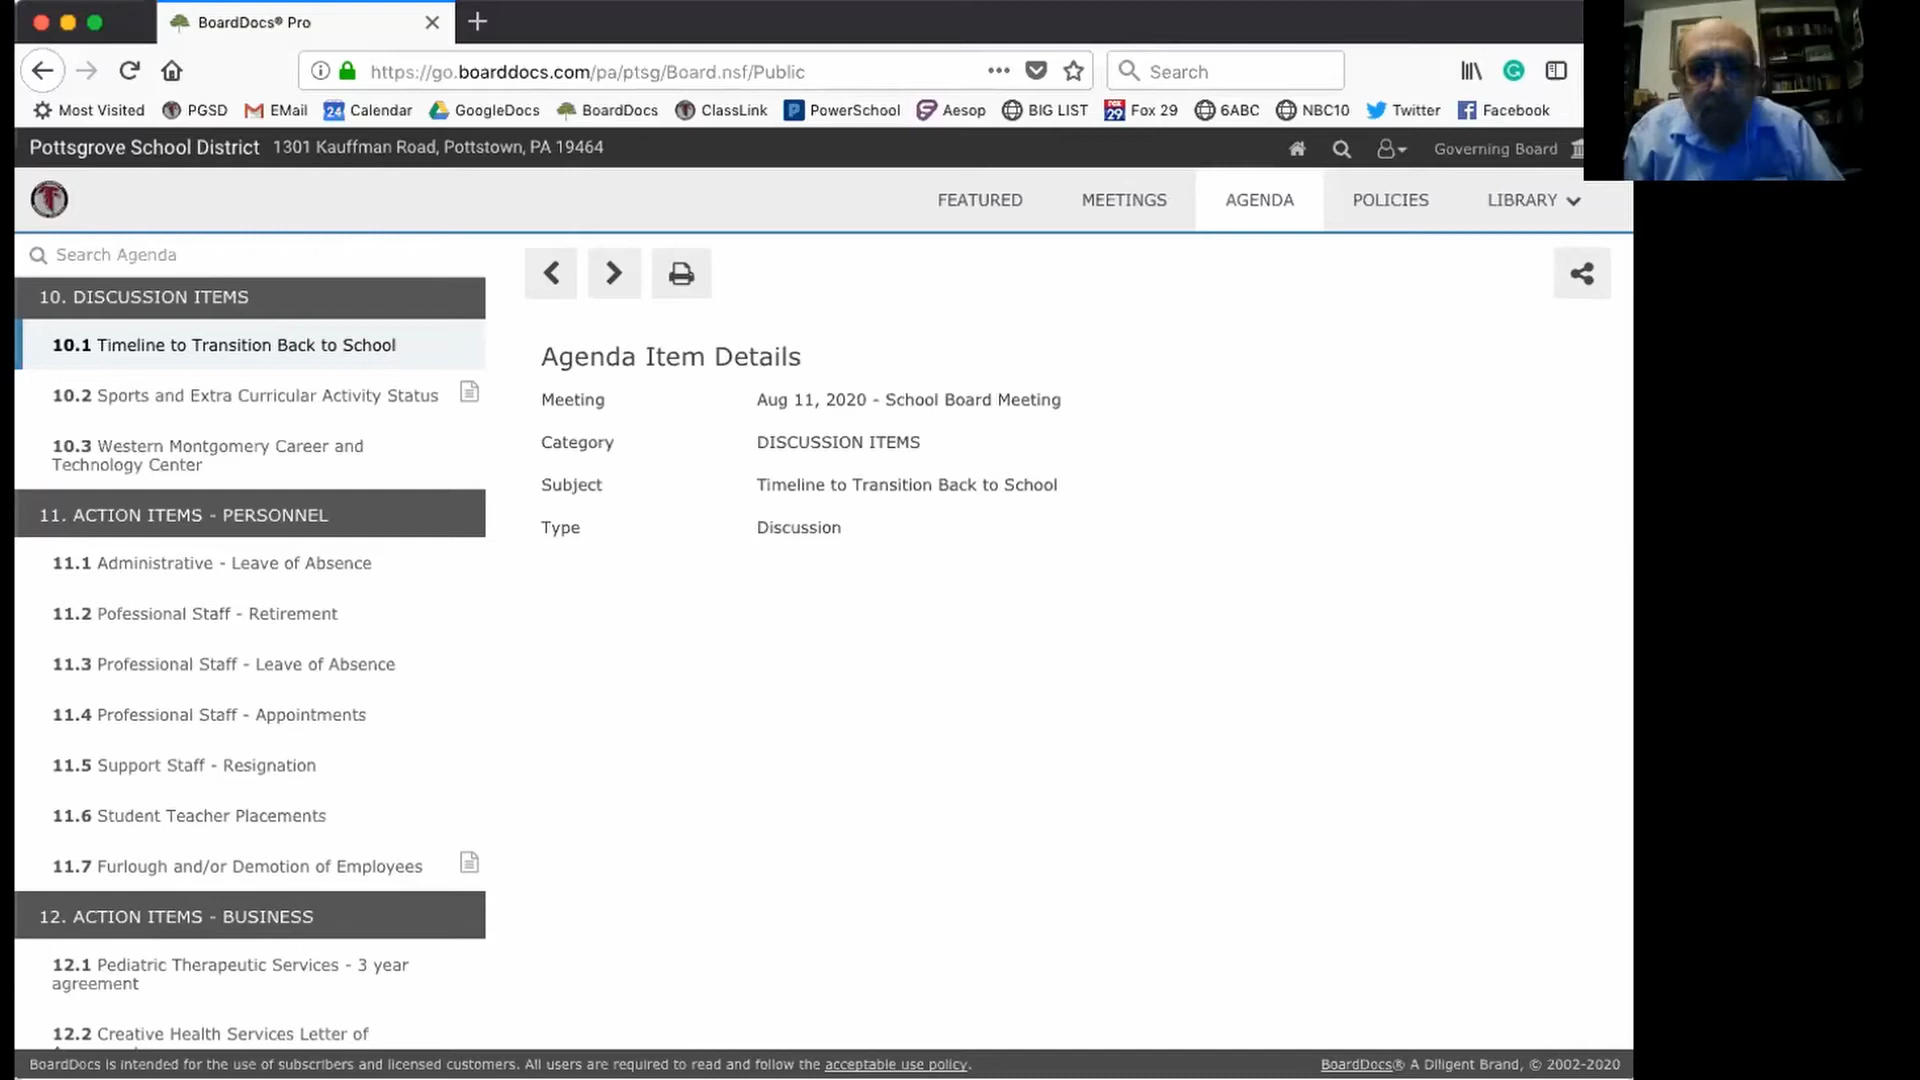 BoardDocs® Pro
https://go.boarddocs.com/pa/ptsg/Board.nsf/Public
Search
Most Visited PGSD EMail 24 Calendar GoogleDocs BoardDocs ClassLink PowerSchool Aesop BIG LIST FOX 29 Fox 29 6ABC NBC10 Twitter Facebook
Pottsgrove School District 1301 Kauffman Road, Pottstown, PA 19464
Governing Board
FEATURED MEETINGS AGENDA POLICIES LIBRARY
Search Agenda
10. DISCUSSION ITEMS
10.1 Timeline to Transition Back to School
10.2 Sports and Extra Curricular Activity Status
10.3 Western Montgomery Career and
Technology Center
11. ACTION ITEMS - PERSONNEL
11.1 Administrative - Leave of Absence
11.2 Pofessional Staff - Retirement
11.3 Professional Staff - Leave of Absence
11.4 Professional Staff - Appointments
11.5 Support Staff - Resignation
11.6 Student Teacher Placements
11.7 Furlough and/or Demotion of Employees
12. ACTION ITEMS - BUSINESS
12.1 Pediatric Therapeutic Services - 3 year
agreement
12.2 Creative Health Services Letter of
Agenda Item Details
Meeting Aug 11, 2020 - School Board Meeting
Category DISCUSSION ITEMS
Subject Timeline to Transition Back to School
Type Discussion
BoardDocs is intended for the use of subscribers and licensed customers. All users are required to read and follow the acceptable use policy.
BoardDocs® A Diligent Brand, © 2002-2020